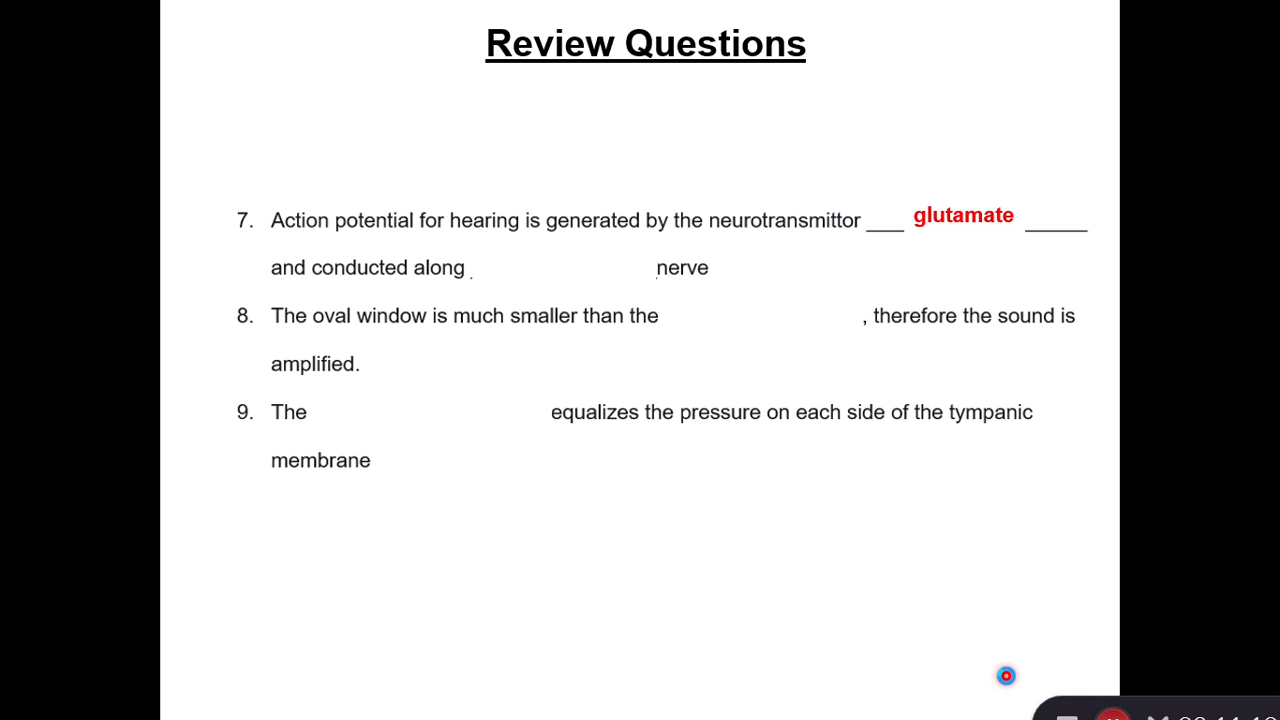 Review Questions
7. Action potential for hearing is generated by the neurotransmittor ___ glutamate _____
and conducted along nerve
8. The oval window is much smaller than the , therefore the sound is
amplified.
9. The equalizes the pressure on each side of the tympanic
membrane